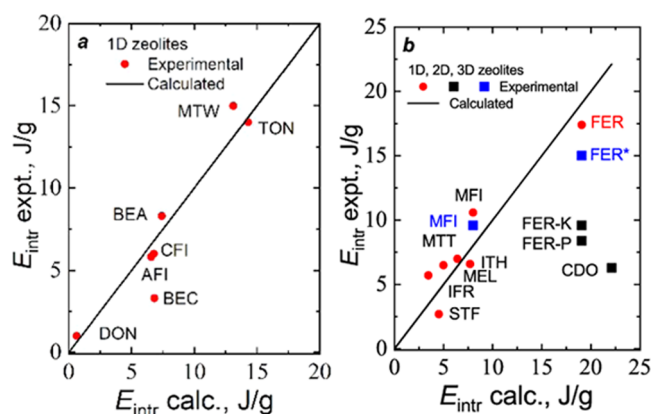 a
1D zeolites
Experimental
Calculated
MTW
TON
BEA
CFI
AFI
BEC
DON
20
15
10
5
0
0 5 10 15 20
E_intr expt., J/g
E_intr calc., J/g
b
1D, 2D, 3D zeolites
Experimental
Calculated
FER
FER*
MFI
MFI
FER-K
FER-P
MTT
ITH
CDO
MEL
IFR
STF
25
20
15
10
5
0
0 5 10 15 20 25
E_intr expt., J/g
E_intr calc., J/g